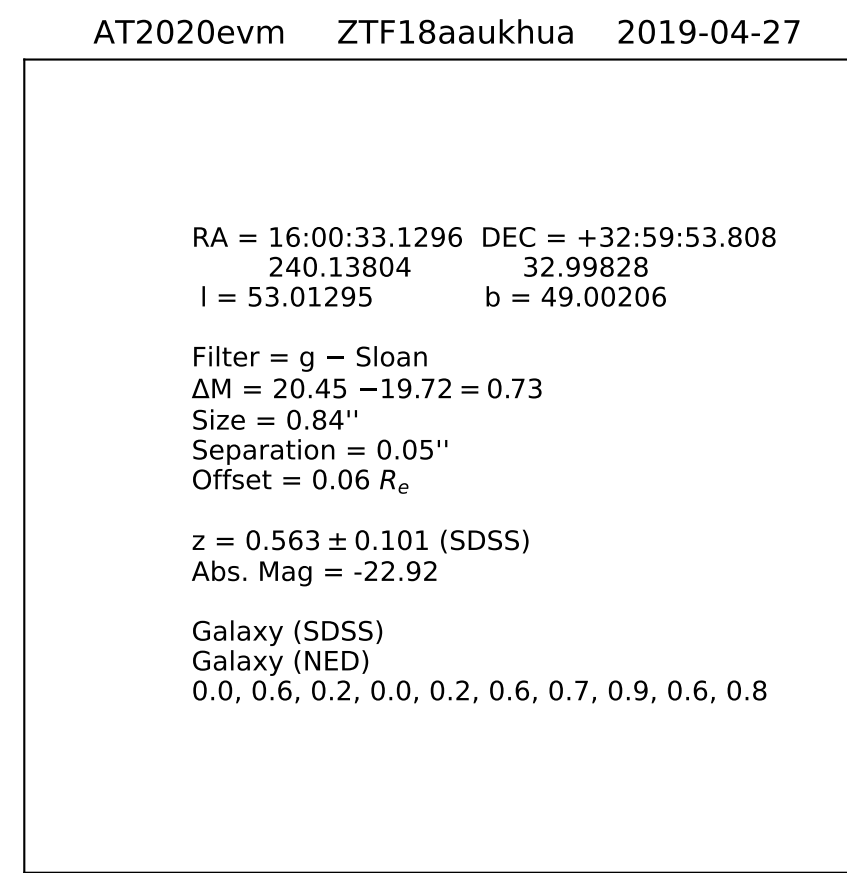 AT2020evm ZTF18aaukhua 2019-04-27
RA = 16:00:33.1296 DEC = +32:59:53.808
240.13804 32.99828
l = 53.01295 b = 49.00206
Filter = g − Sloan
ΔM = 20.45 −19.72 = 0.73
Size = 0.84''
Separation = 0.05''
Offset = 0.06 Rₑ
z = 0.563 ± 0.101 (SDSS)
Abs. Mag = -22.92
Galaxy (SDSS)
Galaxy (NED)
0.0, 0.6, 0.2, 0.0, 0.2, 0.6, 0.7, 0.9, 0.6, 0.8